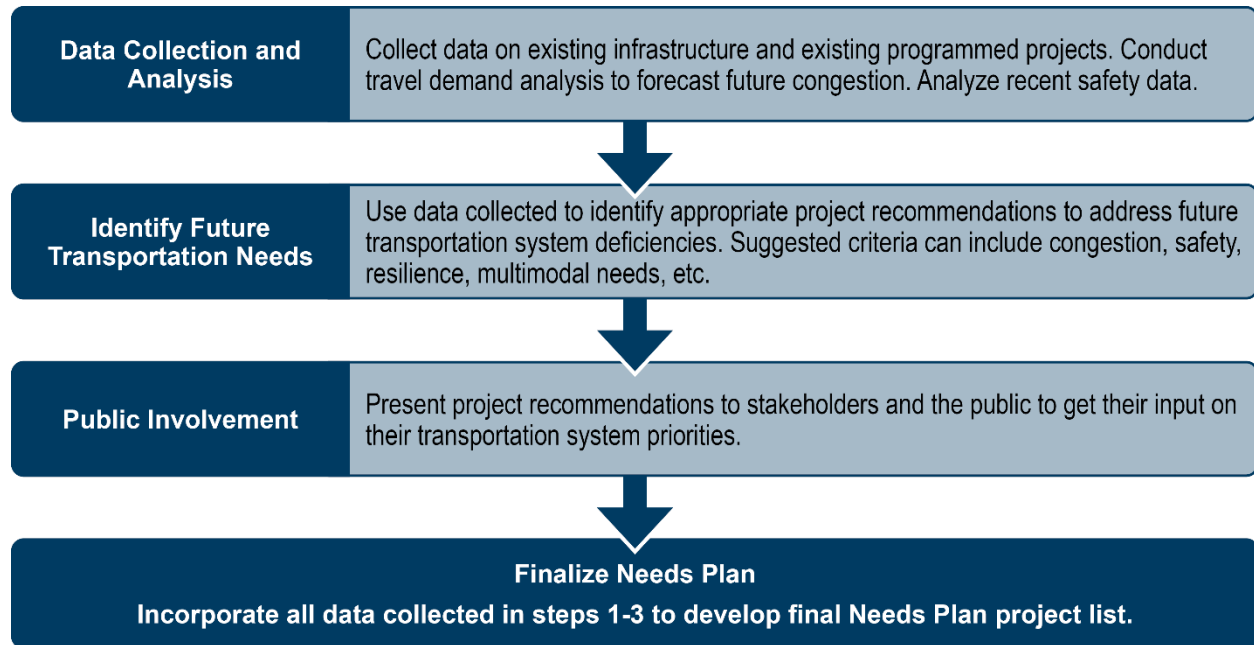 Data Collection and
Analysis
Collect data on existing infrastructure and existing programmed projects. Conduct
travel demand analysis to forecast future congestion. Analyze recent safety data.
Identify Future
Transportation Needs
Use data collected to identify appropriate project recommendations to address future
transportation system deficiencies. Suggested criteria can include congestion, safety,
resilience, multimodal needs, etc.
Public Involvement
Present project recommendations to stakeholders and the public to get their input on
their transportation system priorities.
Finalize Needs Plan
Incorporate all data collected in steps 1-3 to develop final Needs Plan project list.